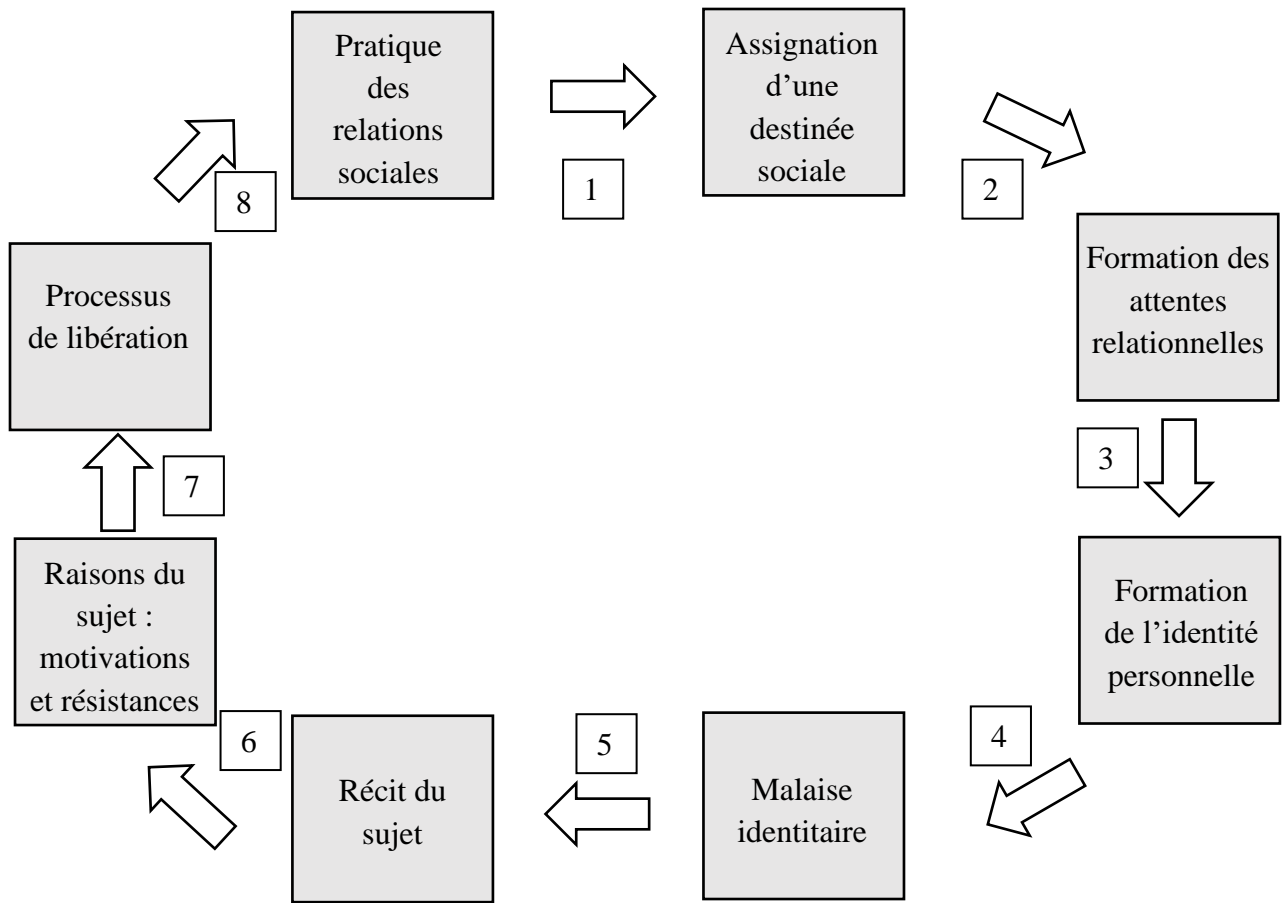 Pratique
des
relations
sociales
1
Assignation
d’une
destinée
sociale
2
Formation des
attentes
relationnelles
3
Formation
de l’identité
personnelle
4
Malaise
identitaire
5
Récit du
sujet
6
Raisons du
sujet :
motivations
et résistances
7
Processus
de libération
8